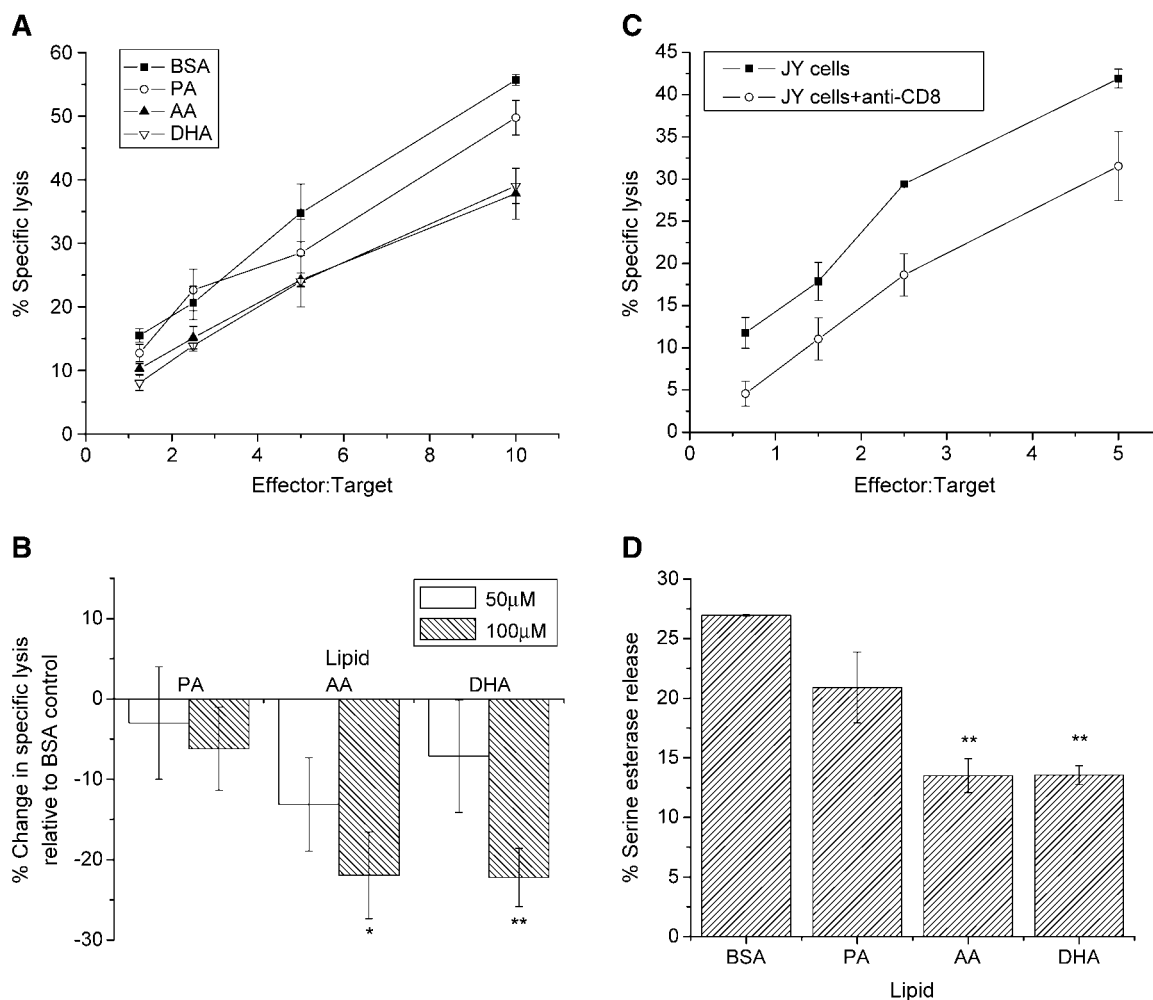 A
60
50
40
30
20
10
0
% Specific lysis
BSA
PA
AA
DHA
0 2 4 6 8 10
Effector:Target
C
45
40
35
30
25
20
15
10
5
0
% Specific lysis
JY cells
JY cells+anti-CD8
0 1 2 3 4 5
Effector:Target
B
10
0
-10
-20
-30
% Change in specific lysis
relative to BSA control
50μM
100μM
Lipid
PA AA DHA
*
**
D
30
25
20
15
10
5
0
% Serine esterase release
**
**
BSA PA AA DHA
Lipid